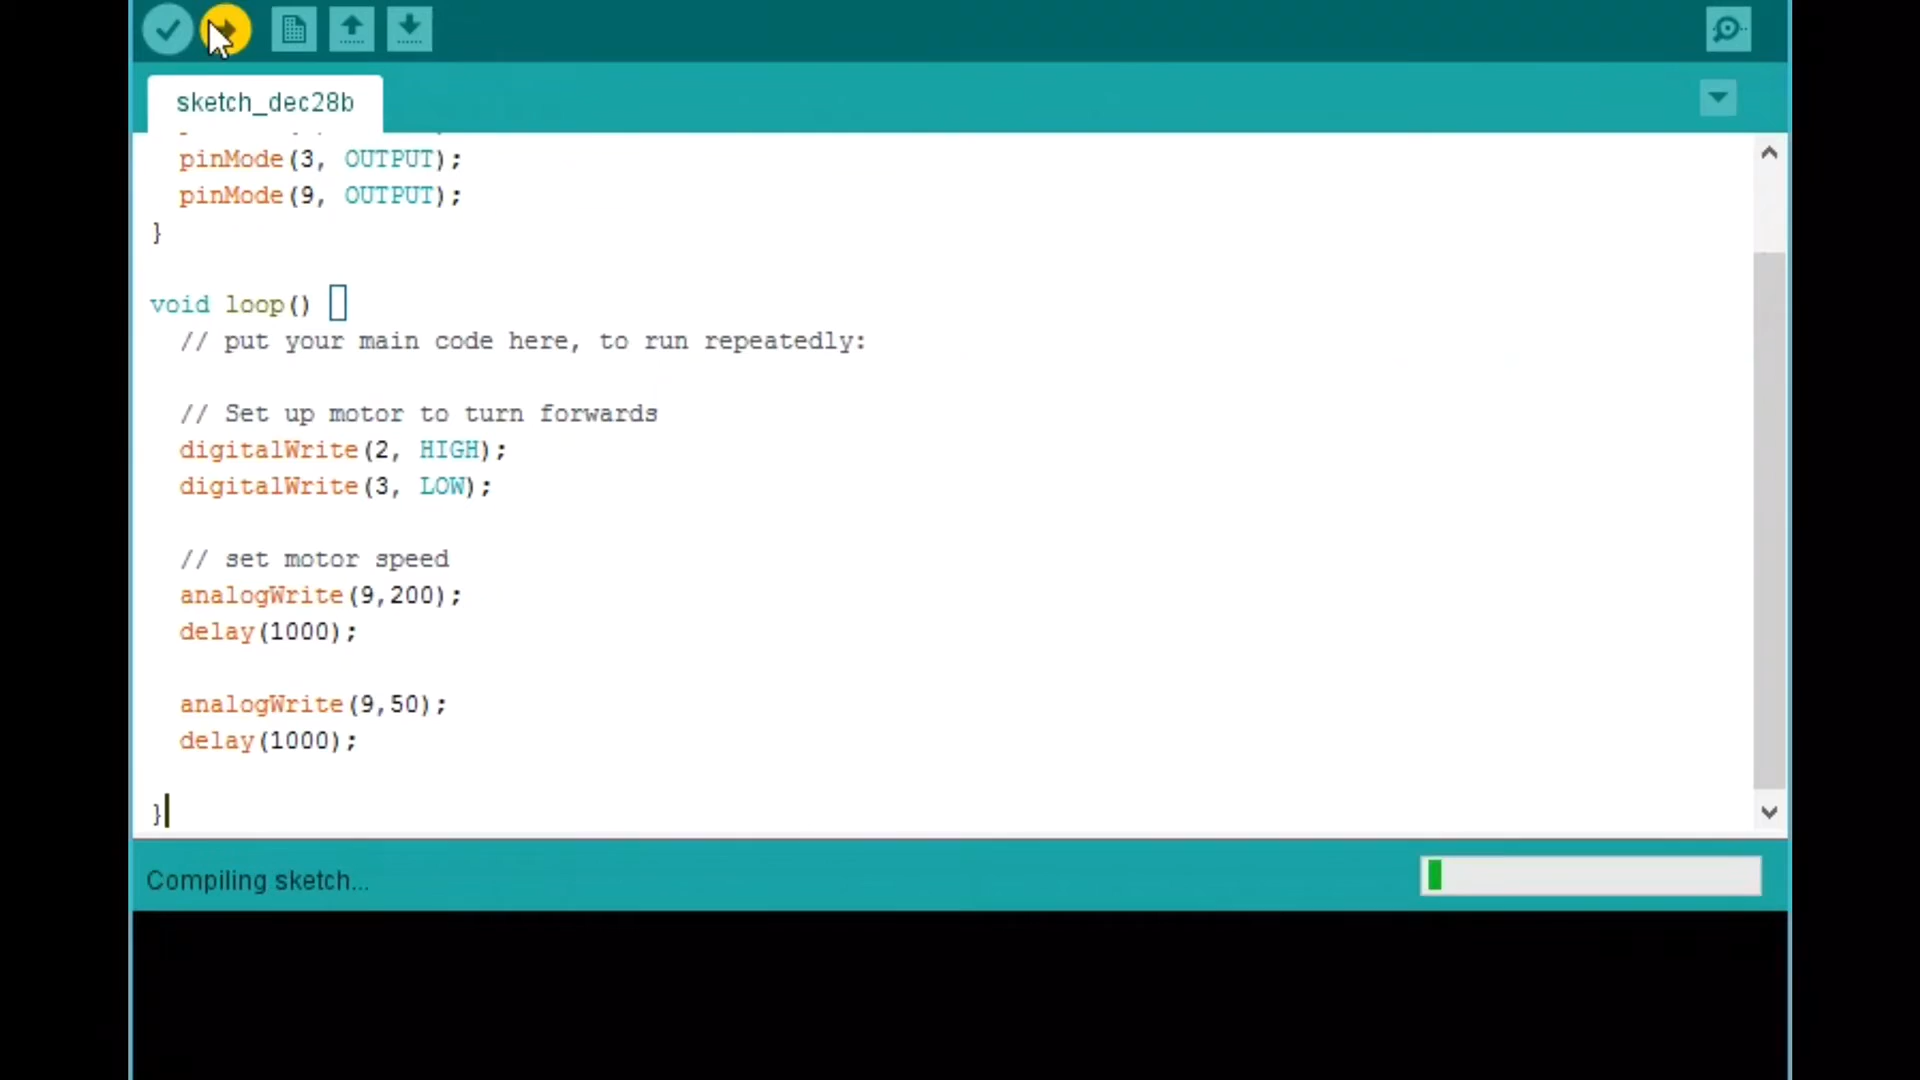 sketch_dec28b
pinMode(3, OUTPUT);
pinMode(9, OUTPUT);
}
void loop() {
// put your main code here, to run repeatedly:
// Set up motor to turn forwards
digitalWrite(2, HIGH);
digitalWrite(3, LOW);
// set motor speed
analogWrite(9,200);
delay(1000);
analogWrite(9,50);
delay(1000);
}
Compiling sketch...